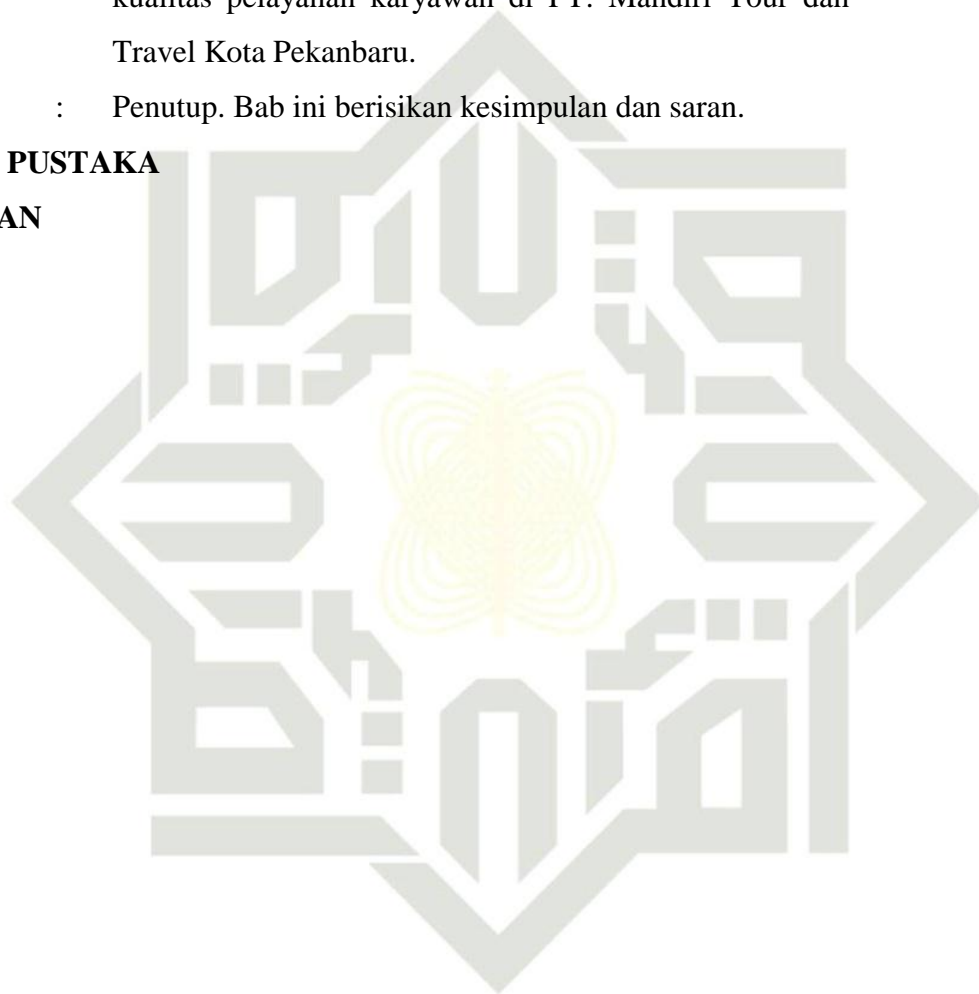 kualitas pelayanan karyawan di PT. Mandiri Tour dan
Travel Kota Pekanbaru.
: Penutup. Bab ini berisikan kesimpulan dan saran.
PUSTAKA
AN